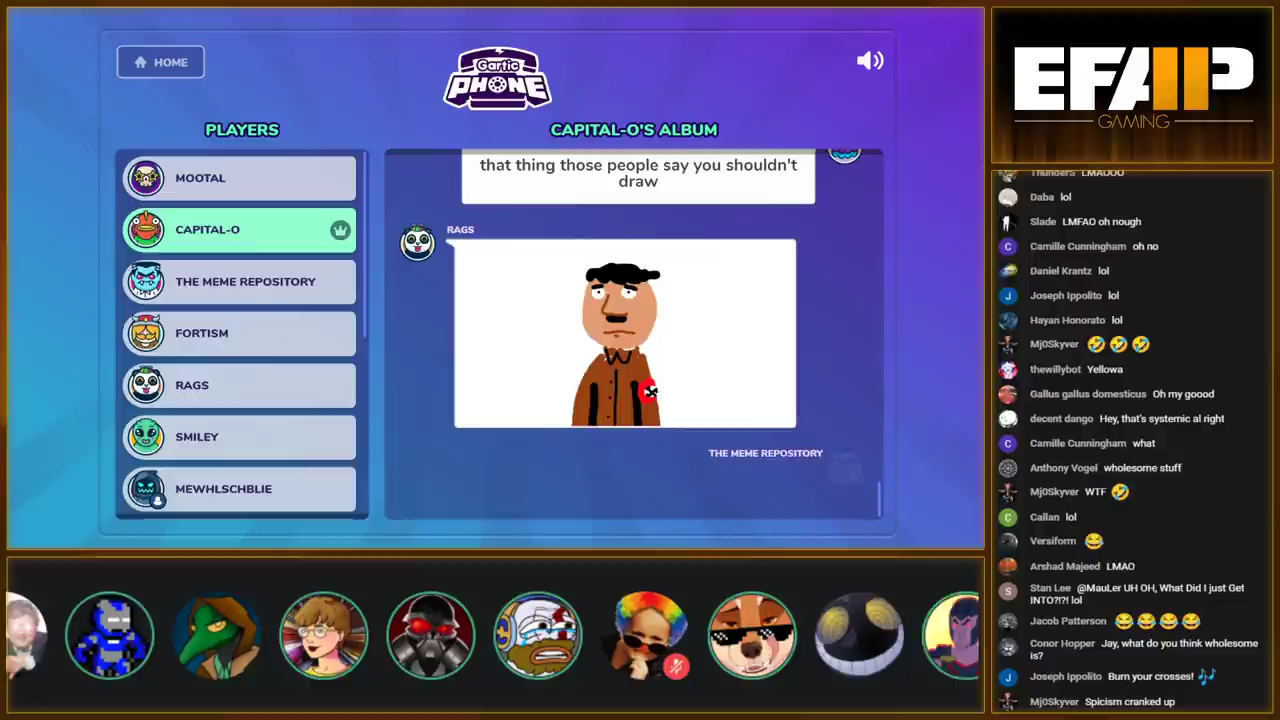 HOME
Gartic
PHONE
PLAYERS
MOOTAL
CAPITAL-O
THE MEME REPOSITORY
FORTISM
RAGS
SMILEY
MEWHLSCHBLIE
CAPITAL-O'S ALBUM
that thing those people say you shouldn't
draw
RAGS
THE MEME REPOSITORY
EFAP
GAMING
ThunderS LMAOOO
Daba lol
Slade LMFAO oh nough
Camille Cunningham oh no
Daniel Krantz lol
Joseph Ippolito lol
Hayan Honorato lol
Mj0Skyver 🤣🤣🤣
thewillybot Yellowa
Gallus gallus domesticus Oh my goood
decent dango Hey, that's systemic al right
Camille Cunningham what
Anthony Vogel wholesome stuff
Mj0Skyver WTF 🤣
Callan lol
Versiform 😂
Arshad Majeed LMAO
Stan Lee @MauLer UH OH, What Did I just Get
INTO?!?! lol
Jacob Patterson 😂😂😂😂
Conor Hopper Jay, what do you think wholesome
is?
Joseph Ippolito Burn your crosses! 🎶
Mj0Skyver Spicism cranked up